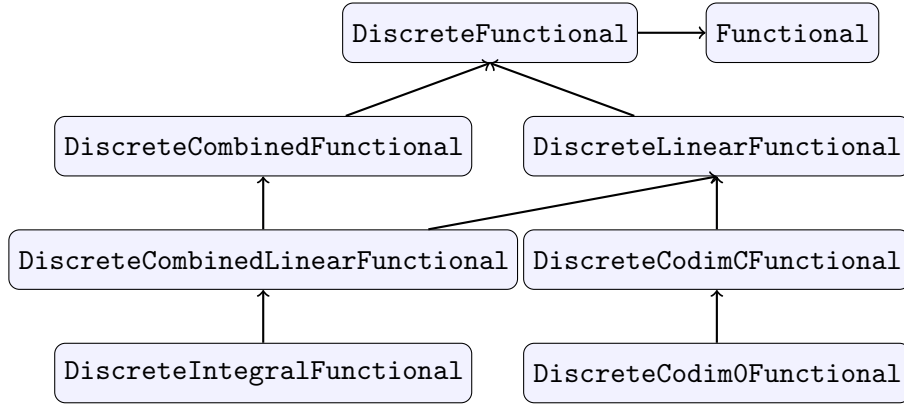 DiscreteFunctional
Functional
DiscreteCombinedFunctional
DiscreteLinearFunctional
DiscreteCombinedLinearFunctional
DiscreteCodimCFunctional
DiscreteIntegralFunctional
DiscreteCodim0Functional